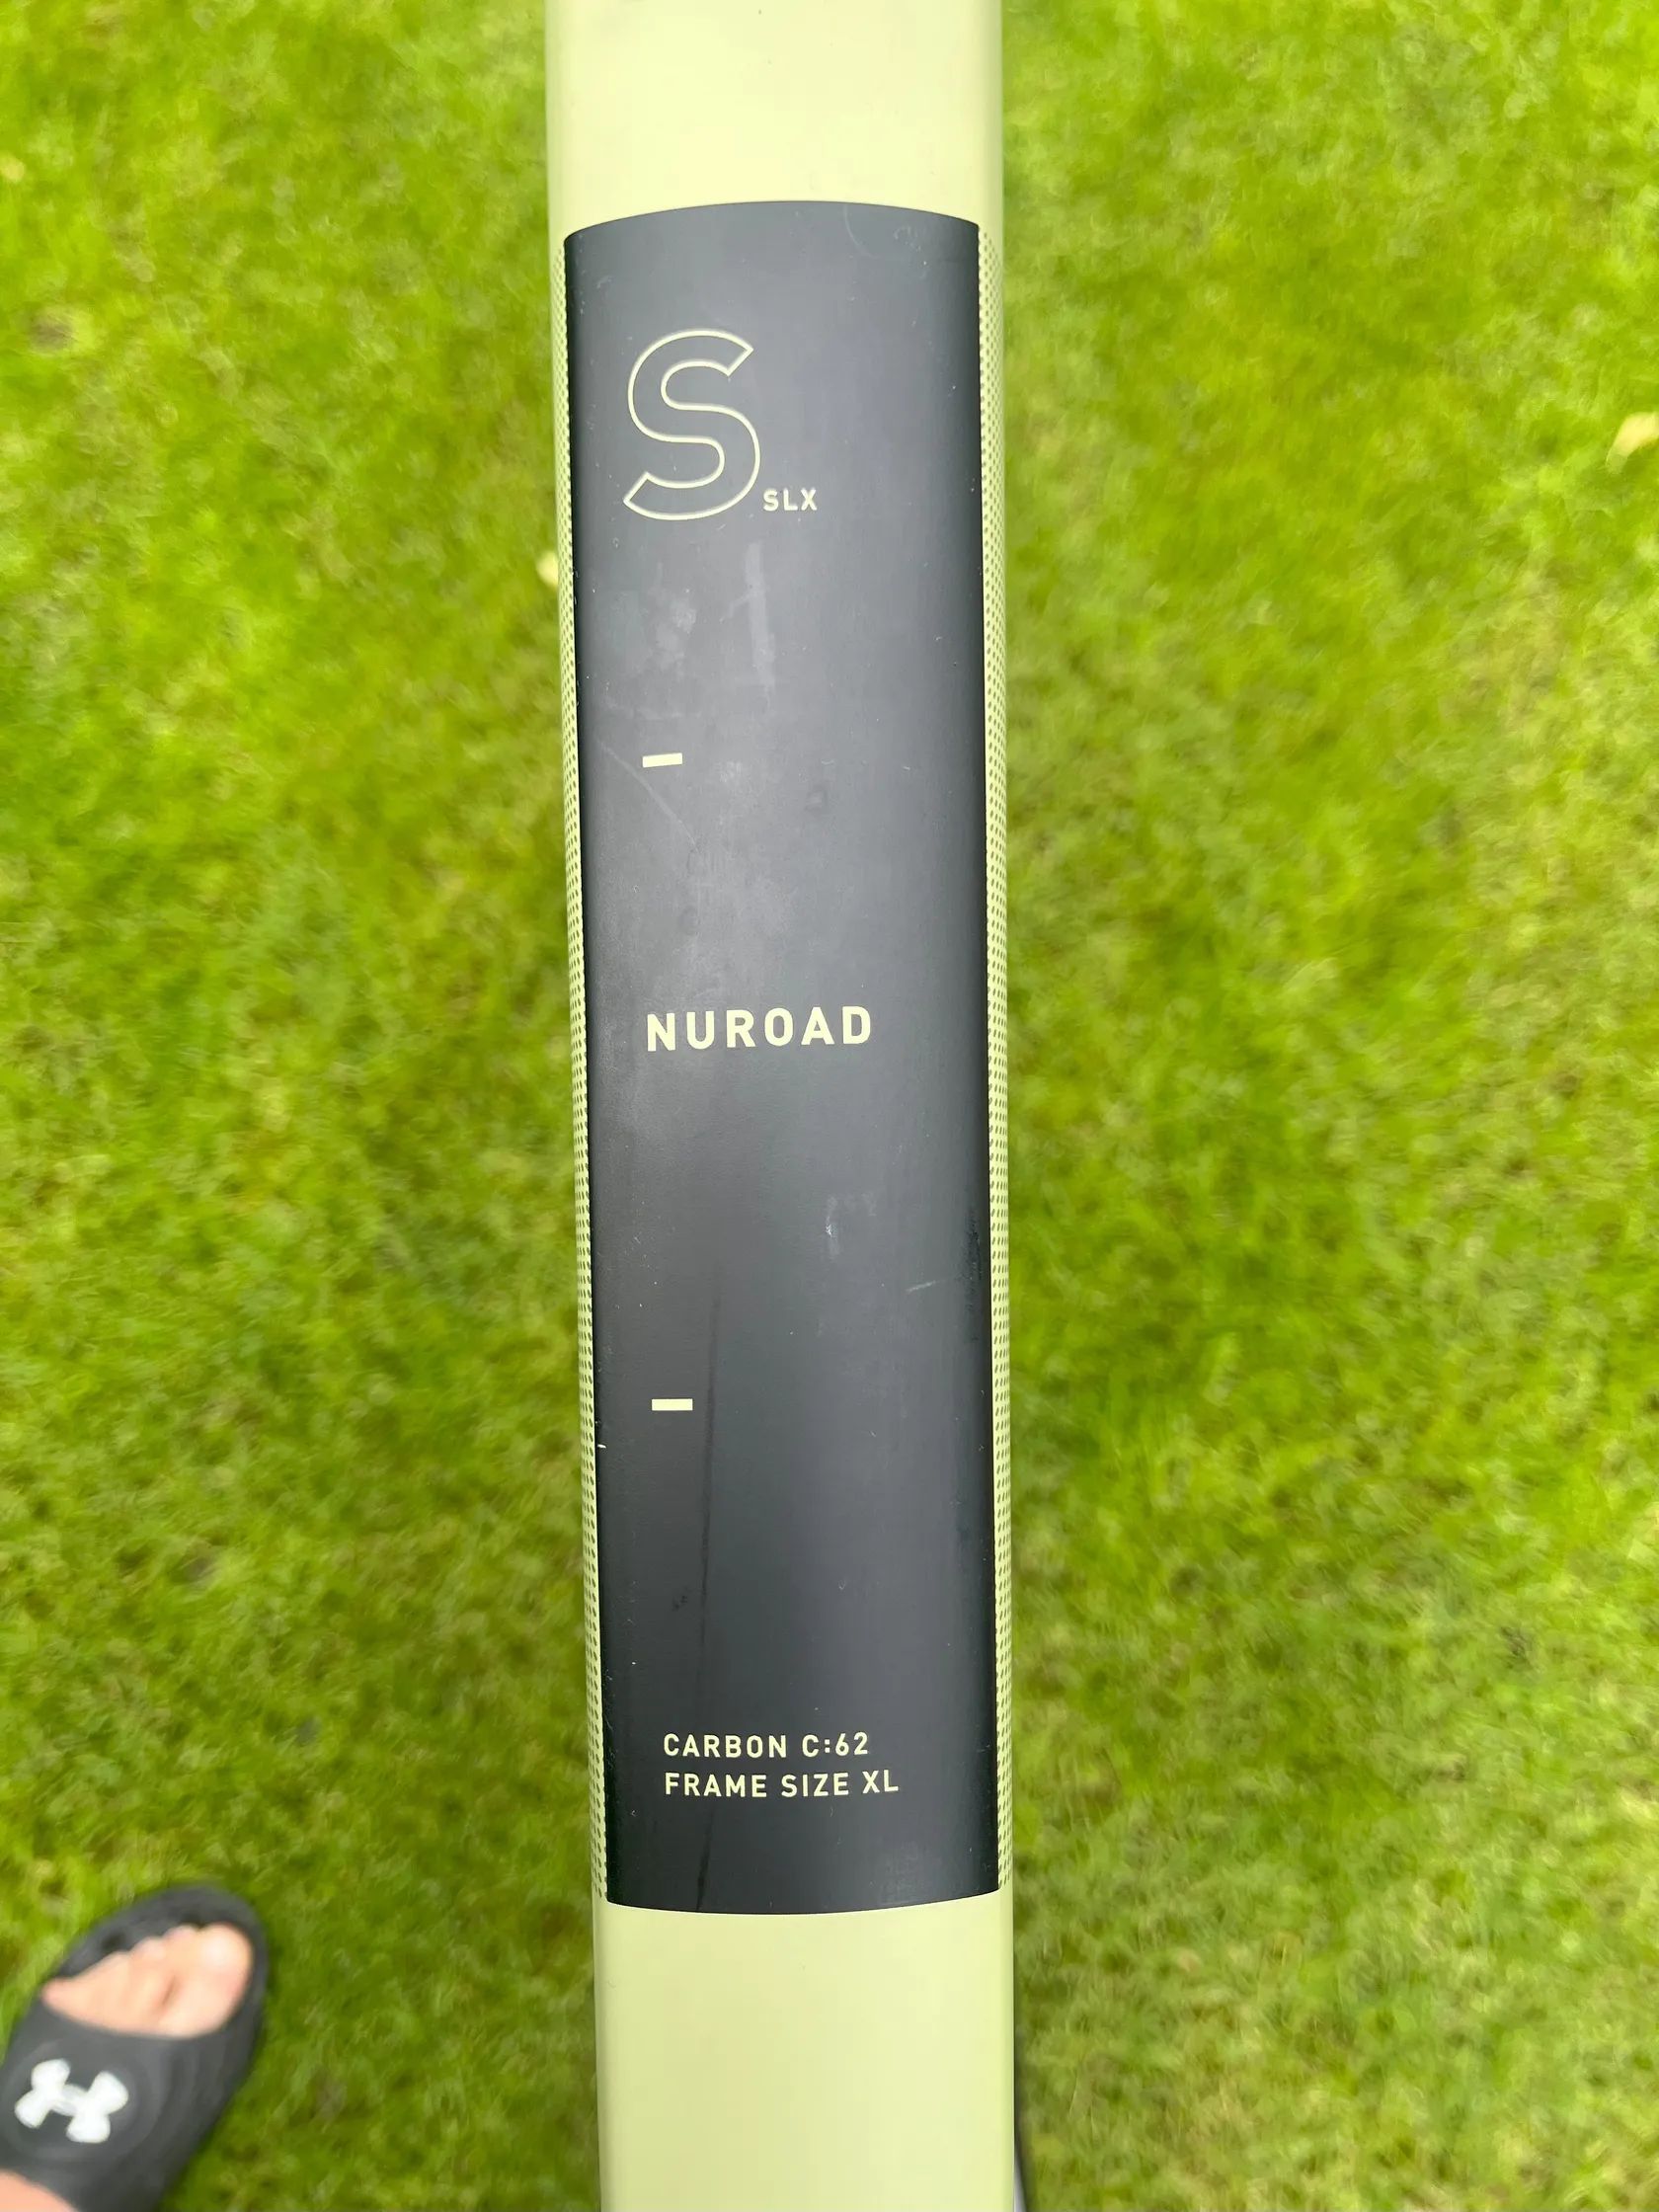 S SLX
NUROAD
CARBON C:62
FRAME SIZE XL